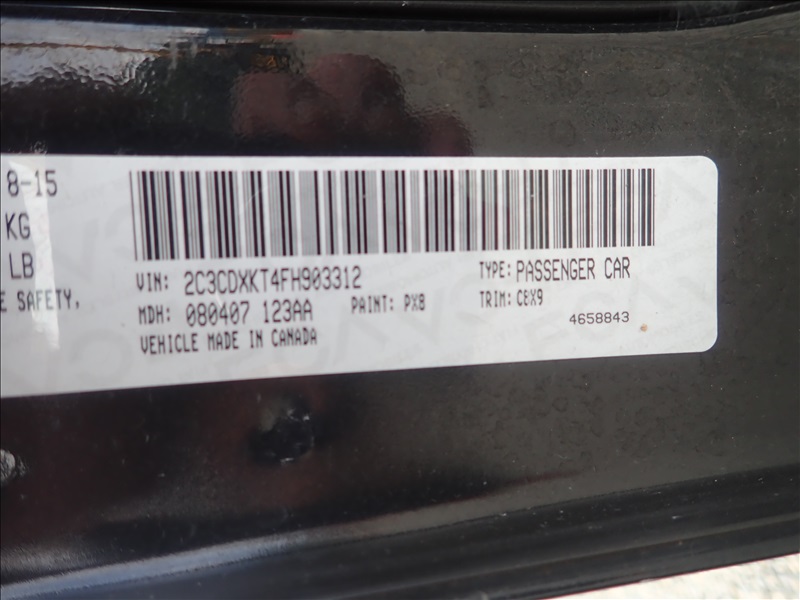 8-15
KG
LB
E SAFETY,
VIN: 2C3CDXKT4FH903312
TYPE: PASSENGER CAR
MDH: 080407 123AA
PAINT: PX8
TRIM: C8X9
VEHICLE MADE IN CANADA
4658843